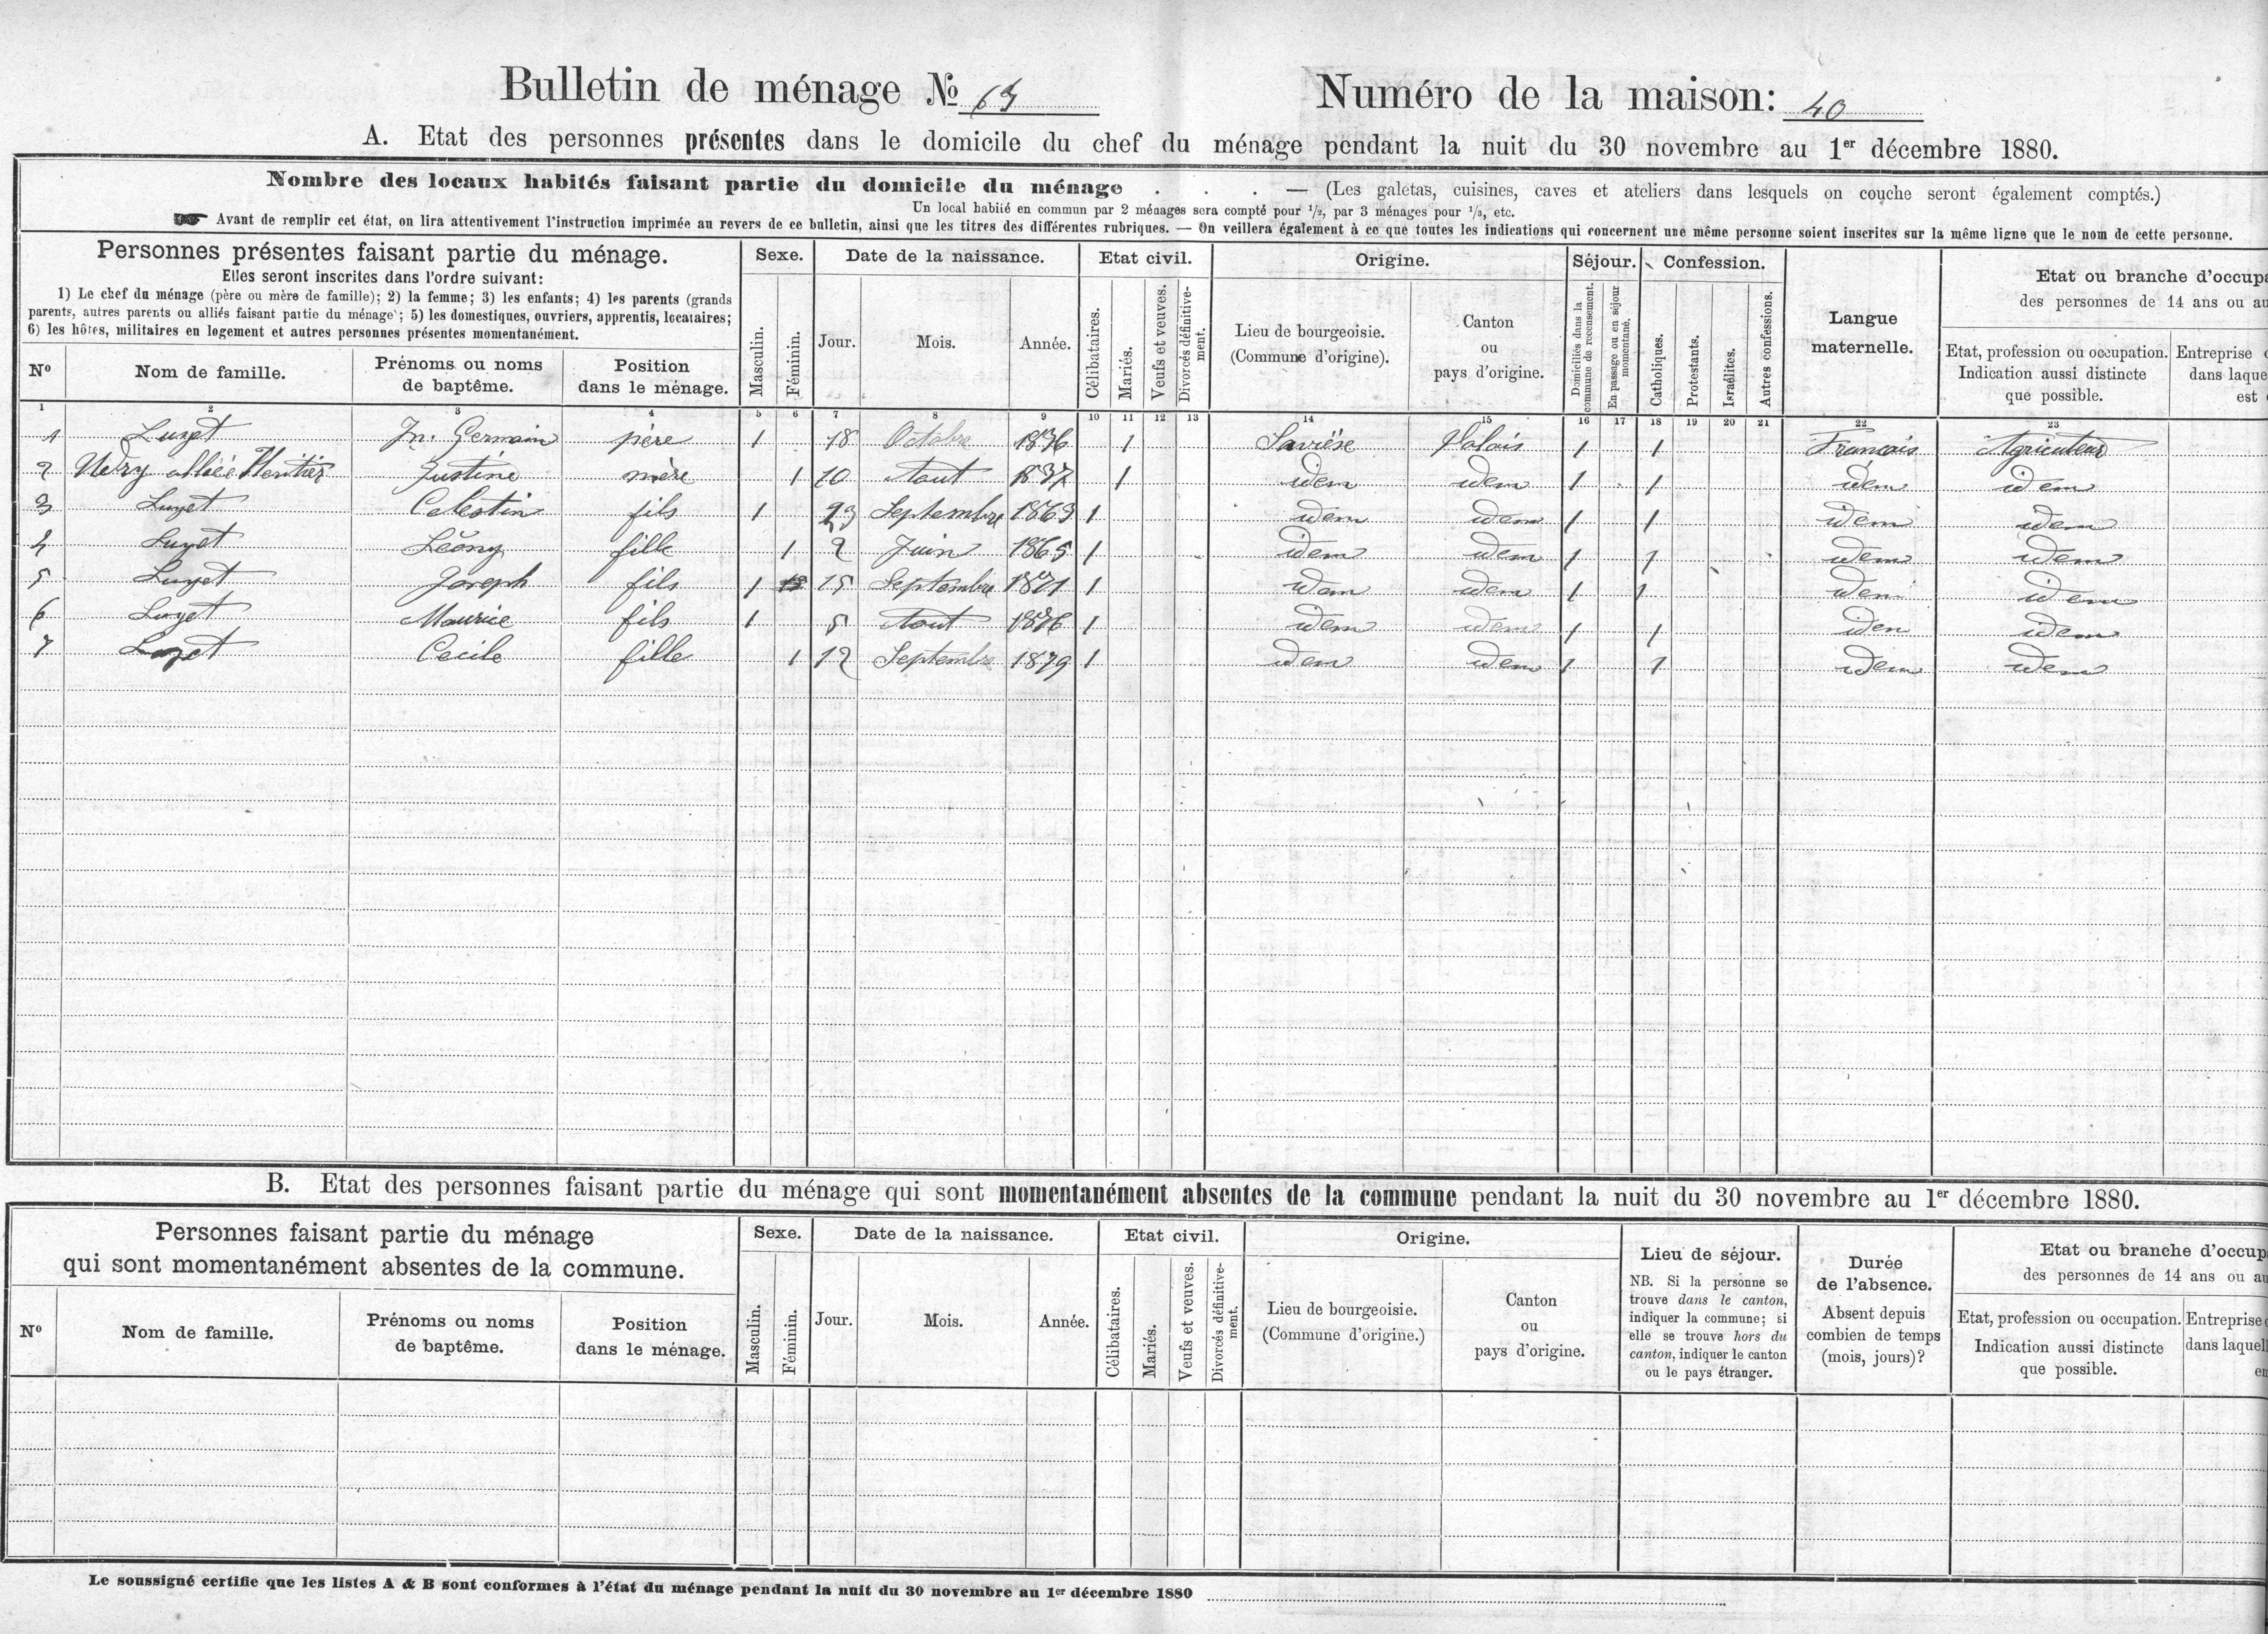 Bulletin de ménage № 63
Numéro de la maison: 40
A. Etat des personnes présentes dans le domicile du chef du ménage pendant la nuit du 30 novembre au 1er décembre 1880.
Nombre des locaux habités faisant partie du domicile du ménage . . . — (Les galetas, cuisines, caves et ateliers dans lesquels on couche seront également comptés.)
Un local habité en commun par 2 ménages sera compté pour 1/2, par 3 ménages pour 1/3, etc.
☛ Avant de remplir cet état, on lira attentivement l'instruction imprimée au revers de ce bulletin, ainsi que les titres des différentes rubriques. — On veillera également à ce que toutes les indications qui concernent une même personne soient inscrites sur la même ligne que le nom de cette personne.
Personnes présentes faisant partie du ménage.
Elles seront inscrites dans l'ordre suivant:
1) Le chef du ménage (père ou mère de famille); 2) la femme; 3) les enfants; 4) les parents (grands
parents, autres parents ou alliés faisant partie du ménage; 5) les domestiques, ouvriers, apprentis, locataires;
6) les hôtes, militaires en logement et autres personnes présentes momentanément.
Nº
Nom de famille.
Prénoms ou noms
de baptême.
Position
dans le ménage.
Sexe.
Masculin.
Féminin.
Date de la naissance.
Jour.
Mois.
Année.
Etat civil.
Célibataires.
Mariés.
Veufs et veuves.
Divorcés définitive-
ment.
Origine.
Lieu de bourgeoisie.
(Commune d'origine).
Canton
ou
pays d'origine.
Séjour.
Domiciliés dans la
commune de recensement.
En passage ou en séjour
momentané.
Confession.
Catholiques.
Protestants.
Israélites.
Autres confessions.
Langue
maternelle.
Etat ou branche d'occupa
des personnes de 14 ans ou au
Etat, profession ou occupation.
Indication aussi distincte
que possible.
Entreprise
dans laque
est
1 2 3 4 5 6 7 8 9 10 11 12 13 14 15 16 17 18 19 20 21 22 23
1 Luyet Jn. Germain père 1 18 Octobre 1836 1 Savièse Valais 1 1 Français Agriculteur
2 alliée Héritier Justine mère 1 10 Aout 1837 1 idem idem 1 1 idem idem
3 Luyet Celestin fils 1 23 Septembre 1863 1 idem idem 1 1 idem idem
4 Luyet Léony fille 1 2 Juin 1865 1 idem idem 1 1 idem idem
5 Luyet Joseph fils 1 15 Septembre 1871 1 idem idem 1 1 idem idem
6 Luyet Maurice fils 1 5 Aout 1876 1 idem idem 1 1 idem idem
7 Luyet Cecile fille 1 12 Septembre 1879 1 idem idem 1 1 idem idem
B. Etat des personnes faisant partie du ménage qui sont momentanément absentes de la commune pendant la nuit du 30 novembre au 1er décembre 1880.
Personnes faisant partie du ménage
qui sont momentanément absentes de la commune.
Nº
Nom de famille.
Prénoms ou noms
de baptême.
Position
dans le ménage.
Sexe.
Masculin.
Féminin.
Date de la naissance.
Jour.
Mois.
Année.
Etat civil.
Célibataires.
Mariés.
Veufs et veuves.
Divorcés définitive-
ment.
Origine.
Lieu de bourgeoisie.
(Commune d'origine.)
Canton
ou
pays d'origine.
Lieu de séjour.
NB. Si la personne se
trouve dans le canton,
indiquer la commune; si
elle se trouve hors du
canton, indiquer le canton
ou le pays étranger.
Durée
de l'absence.
Absent depuis
combien de temps
(mois, jours)?
Etat ou branche d'occup
des personnes de 14 ans ou au
Etat, profession ou occupation.
Indication aussi distincte
que possible.
Entreprise
dans laquel
en
Le soussigné certifie que les listes A & B sont conformes à l'état du ménage pendant la nuit du 30 novembre au 1er décembre 1880